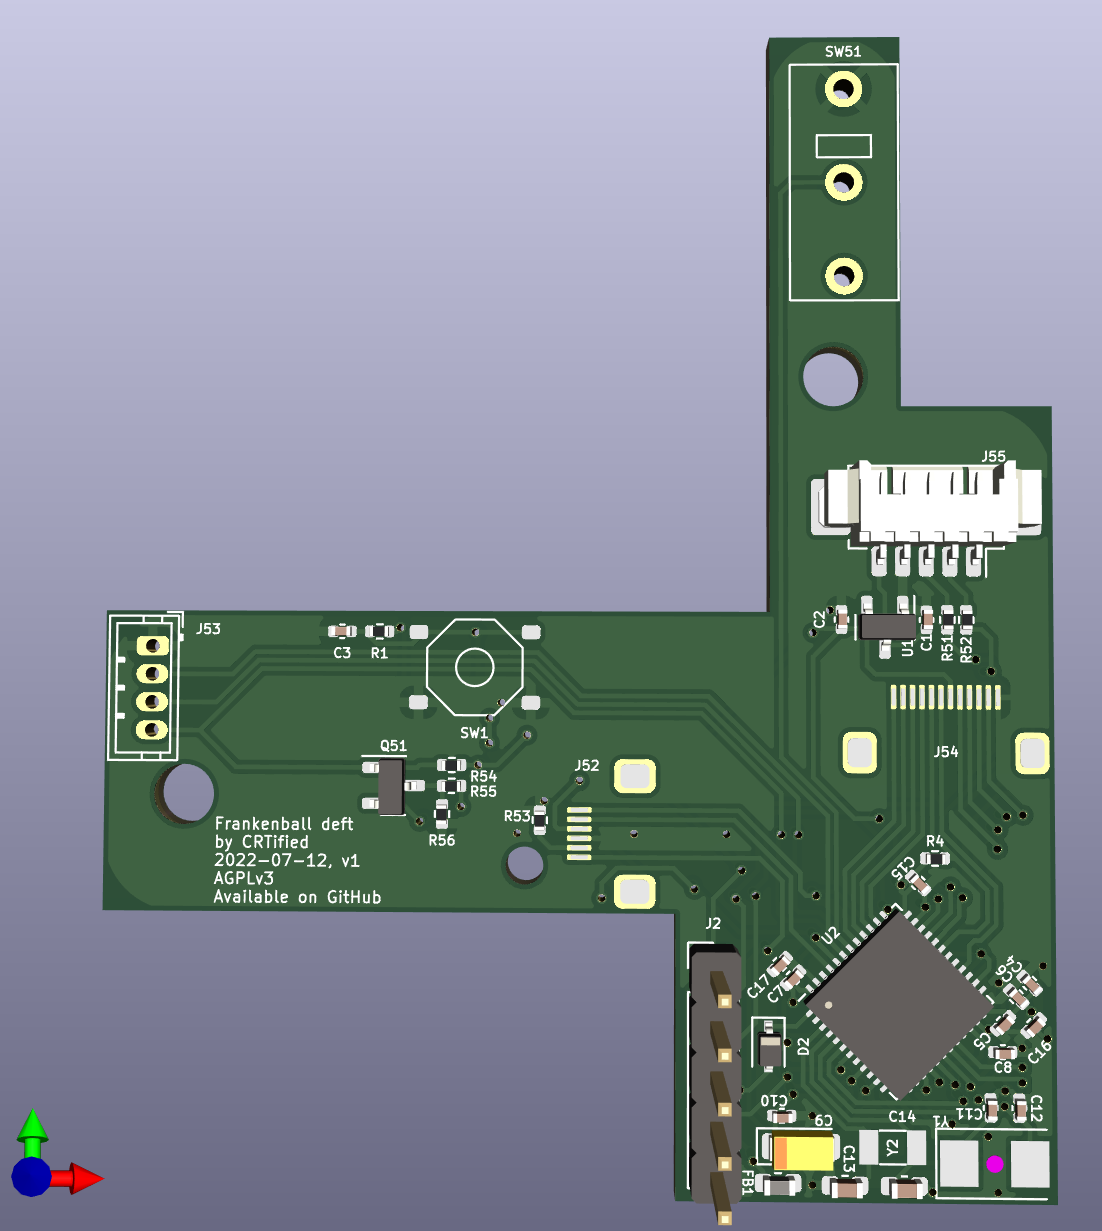 SW51
J55
C2
U1
C1
R51
R52
J53
C3
R1
SW1
Q51
R54
R55
R56
J52
R53
J54
Frankenball deft
by CRTified
2022-07-12, v1
AGPLv3
Available on GitHub
R4
C15
J2
U2
C17
C7
C4
C6
C5
C16
C8
D2
C10
C9
C14
C11
C12
Y1
Y2
C13
FB1